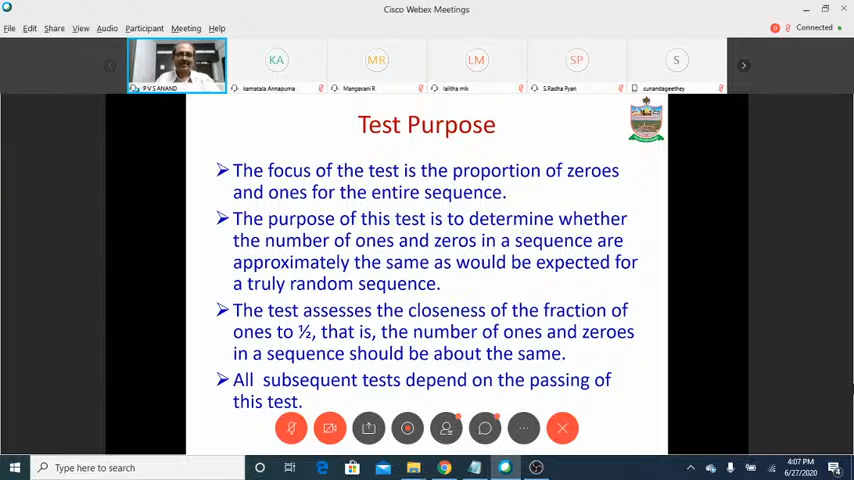 Cisco Webex Meetings
File Edit Share View Audio Participant Meeting Help
Connected
KA
MR
LM
SP
S
P V S ANAND
kamatala Annapurna
Mangavani R
lalitha mlk
S.Radha Pyari
sunandageethey
Test Purpose
The focus of the test is the proportion of zeroes
and ones for the entire sequence.
The purpose of this test is to determine whether
the number of ones and zeros in a sequence are
approximately the same as would be expected for
a truly random sequence.
The test assesses the closeness of the fraction of
ones to ½, that is, the number of ones and zeroes
in a sequence should be about the same.
All subsequent tests depend on the passing of
this test.
Type here to search
4:07 PM
6/27/2020
4